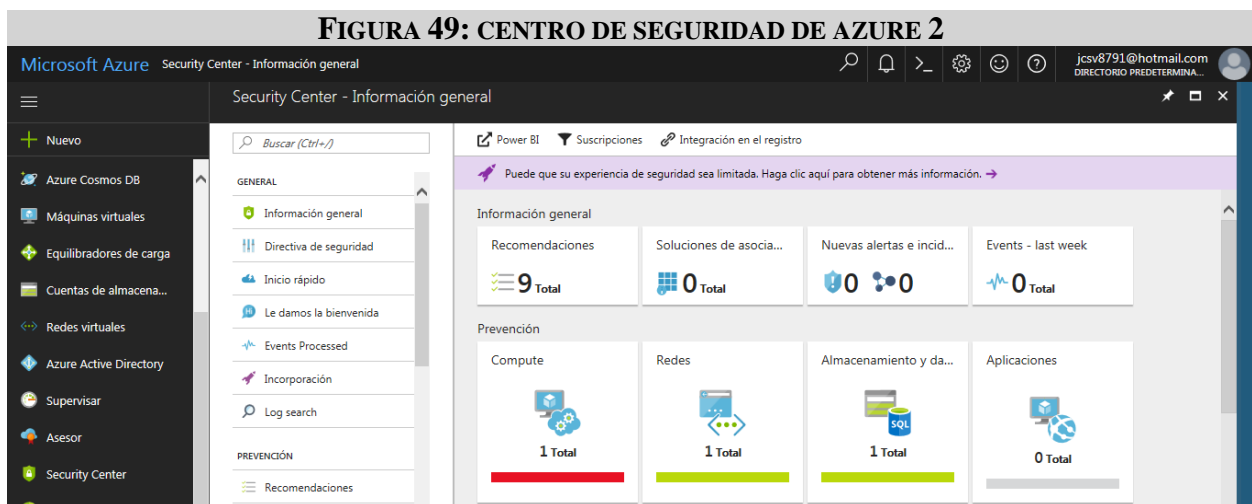 FIGURA 49: CENTRO DE SEGURIDAD DE AZURE 2
Microsoft Azure Security Center - Información general
jcsv8791@hotmail.com
DIRECTORIO PREDETERMINA...
Security Center - Información general
Nuevo
Azure Cosmos DB
Máquinas virtuales
Equilibradores de carga
Cuentas de almacena...
Redes virtuales
Azure Active Directory
Supervisar
Asesor
Security Center
Buscar (Ctrl+/)
GENERAL
Información general
Directiva de seguridad
Inicio rápido
Le damos la bienvenida
Events Processed
Incorporación
Log search
PREVENCIÓN
Recomendaciones
Power BI Suscripciones Integración en el registro
Puede que su experiencia de seguridad sea limitada. Haga clic aquí para obtener más información. →
Información general
Recomendaciones
9 Total
Soluciones de asocia...
0 Total
Nuevas alertas e incid...
0 0
Events - last week
0 Total
Prevención
Compute
1 Total
Redes
1 Total
Almacenamiento y da...
SQL
1 Total
Aplicaciones
0 Total